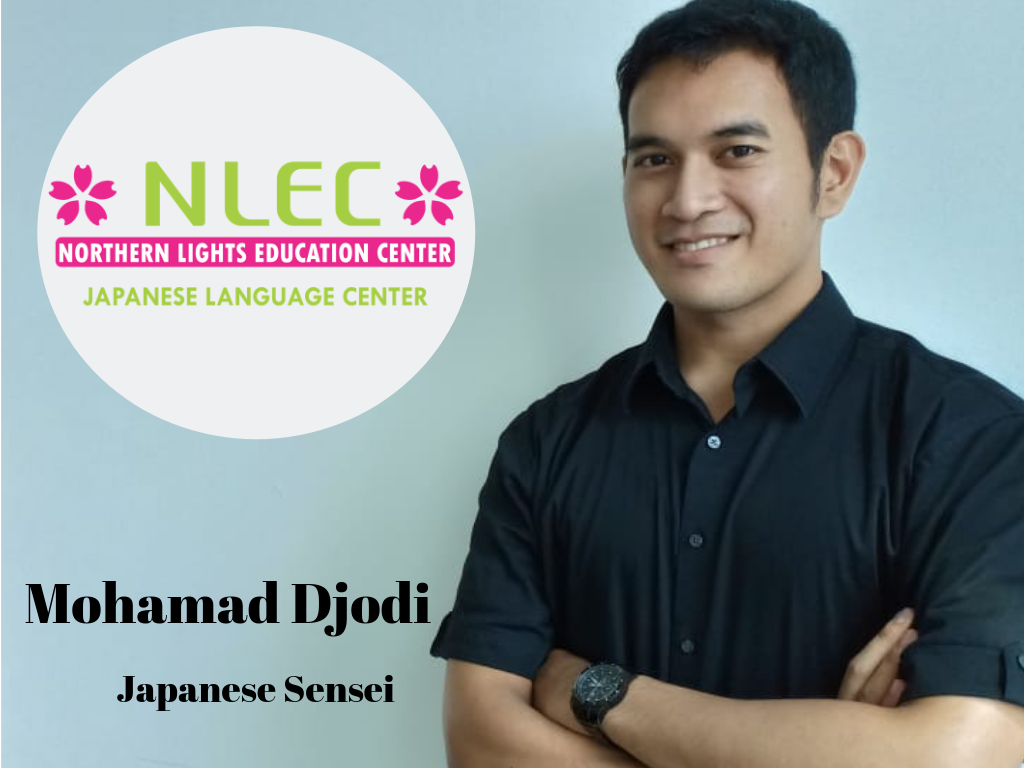 NLEC
NORTHERN LIGHTS EDUCATION CENTER
JAPANESE LANGUAGE CENTER
Mohamad Djodi
Japanese Sensei